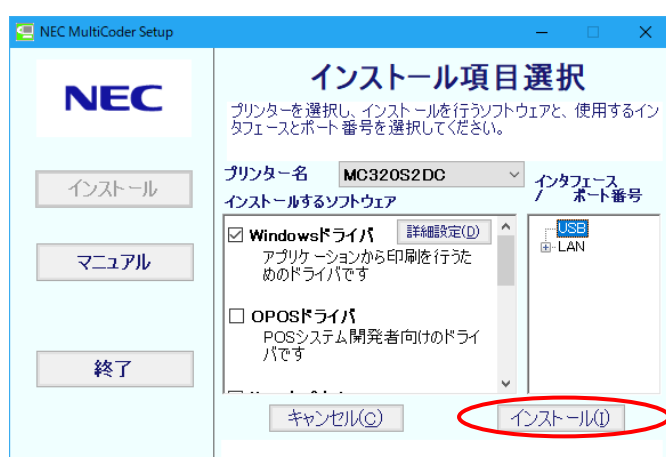 NEC MultiCoder Setup
NEC
インストール
マニュアル
終了
インストール項目選択
プリンターを選択し、インストールを行うソフトウェアと、使用するイン
タフェースとポート番号を選択してください。
プリンター名
MC320S2DC
インストールするソフトウェア
インタフェース
/ ポート番号
Windowsドライバ
詳細設定(D)
アプリケーションから印刷を行うた
めのドライバです
OPOSドライバ
POSシステム開発者向けのドライ
バです
USB
LAN
キャンセル(C)
インストール(I)